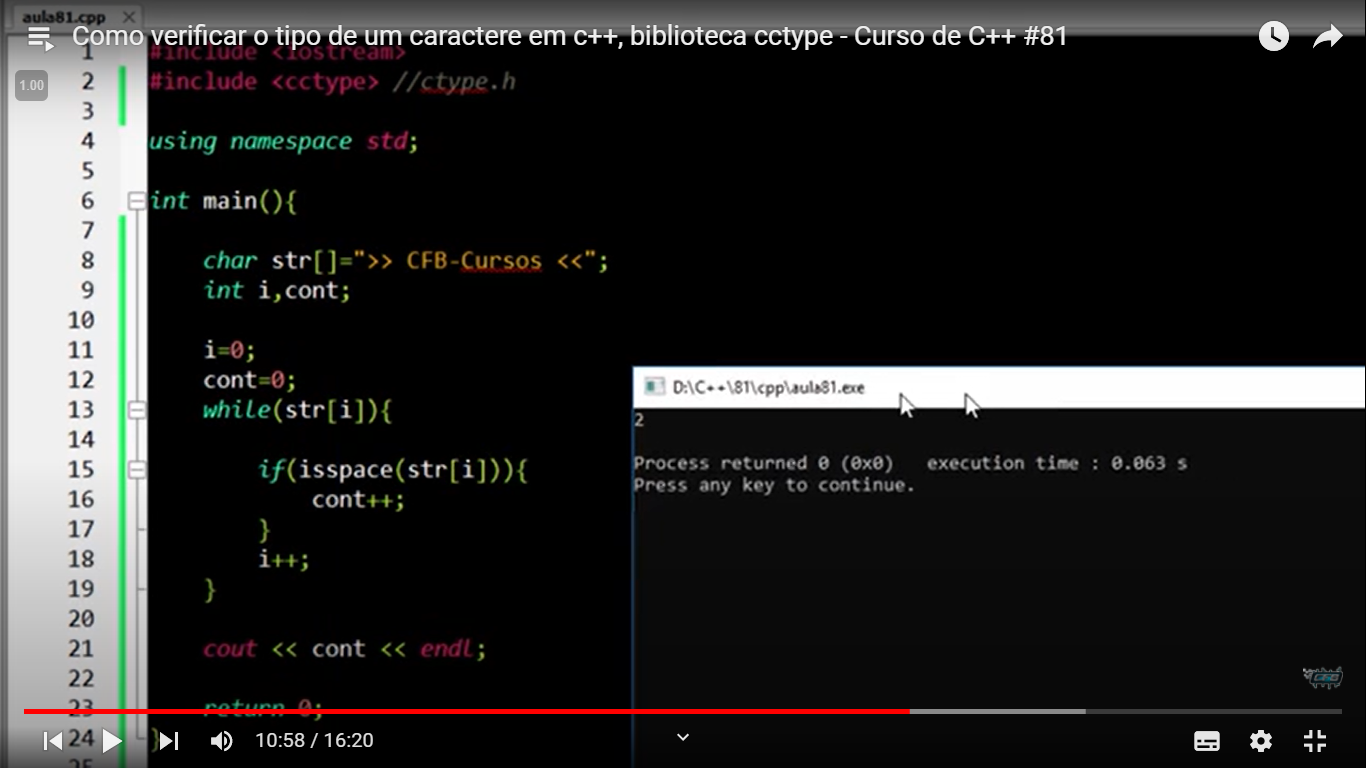 aula81.cpp
Como verificar o tipo de um caractere em c++, biblioteca cctype - Curso de C++ #81
1.00
1 #include <iostream>
2 #include <cctype> //ctype.h
3
4 using namespace std;
5
6 int main(){
7
8 char str[]=">> CFB-Cursos <<";
9 int i,cont;
10
11 i=0;
12 cont=0;
13 while(str[i]){
14
15 if(isspace(str[i])){
16 cont++;
17 }
18 i++;
19 }
20
21 cout << cont << endl;
22
23 return 0;
24 }
25
D:\C++\81\cpp\aula81.exe
2
Process returned 0 (0x0) execution time : 0.063 s
Press any key to continue.
10:58 / 16:20